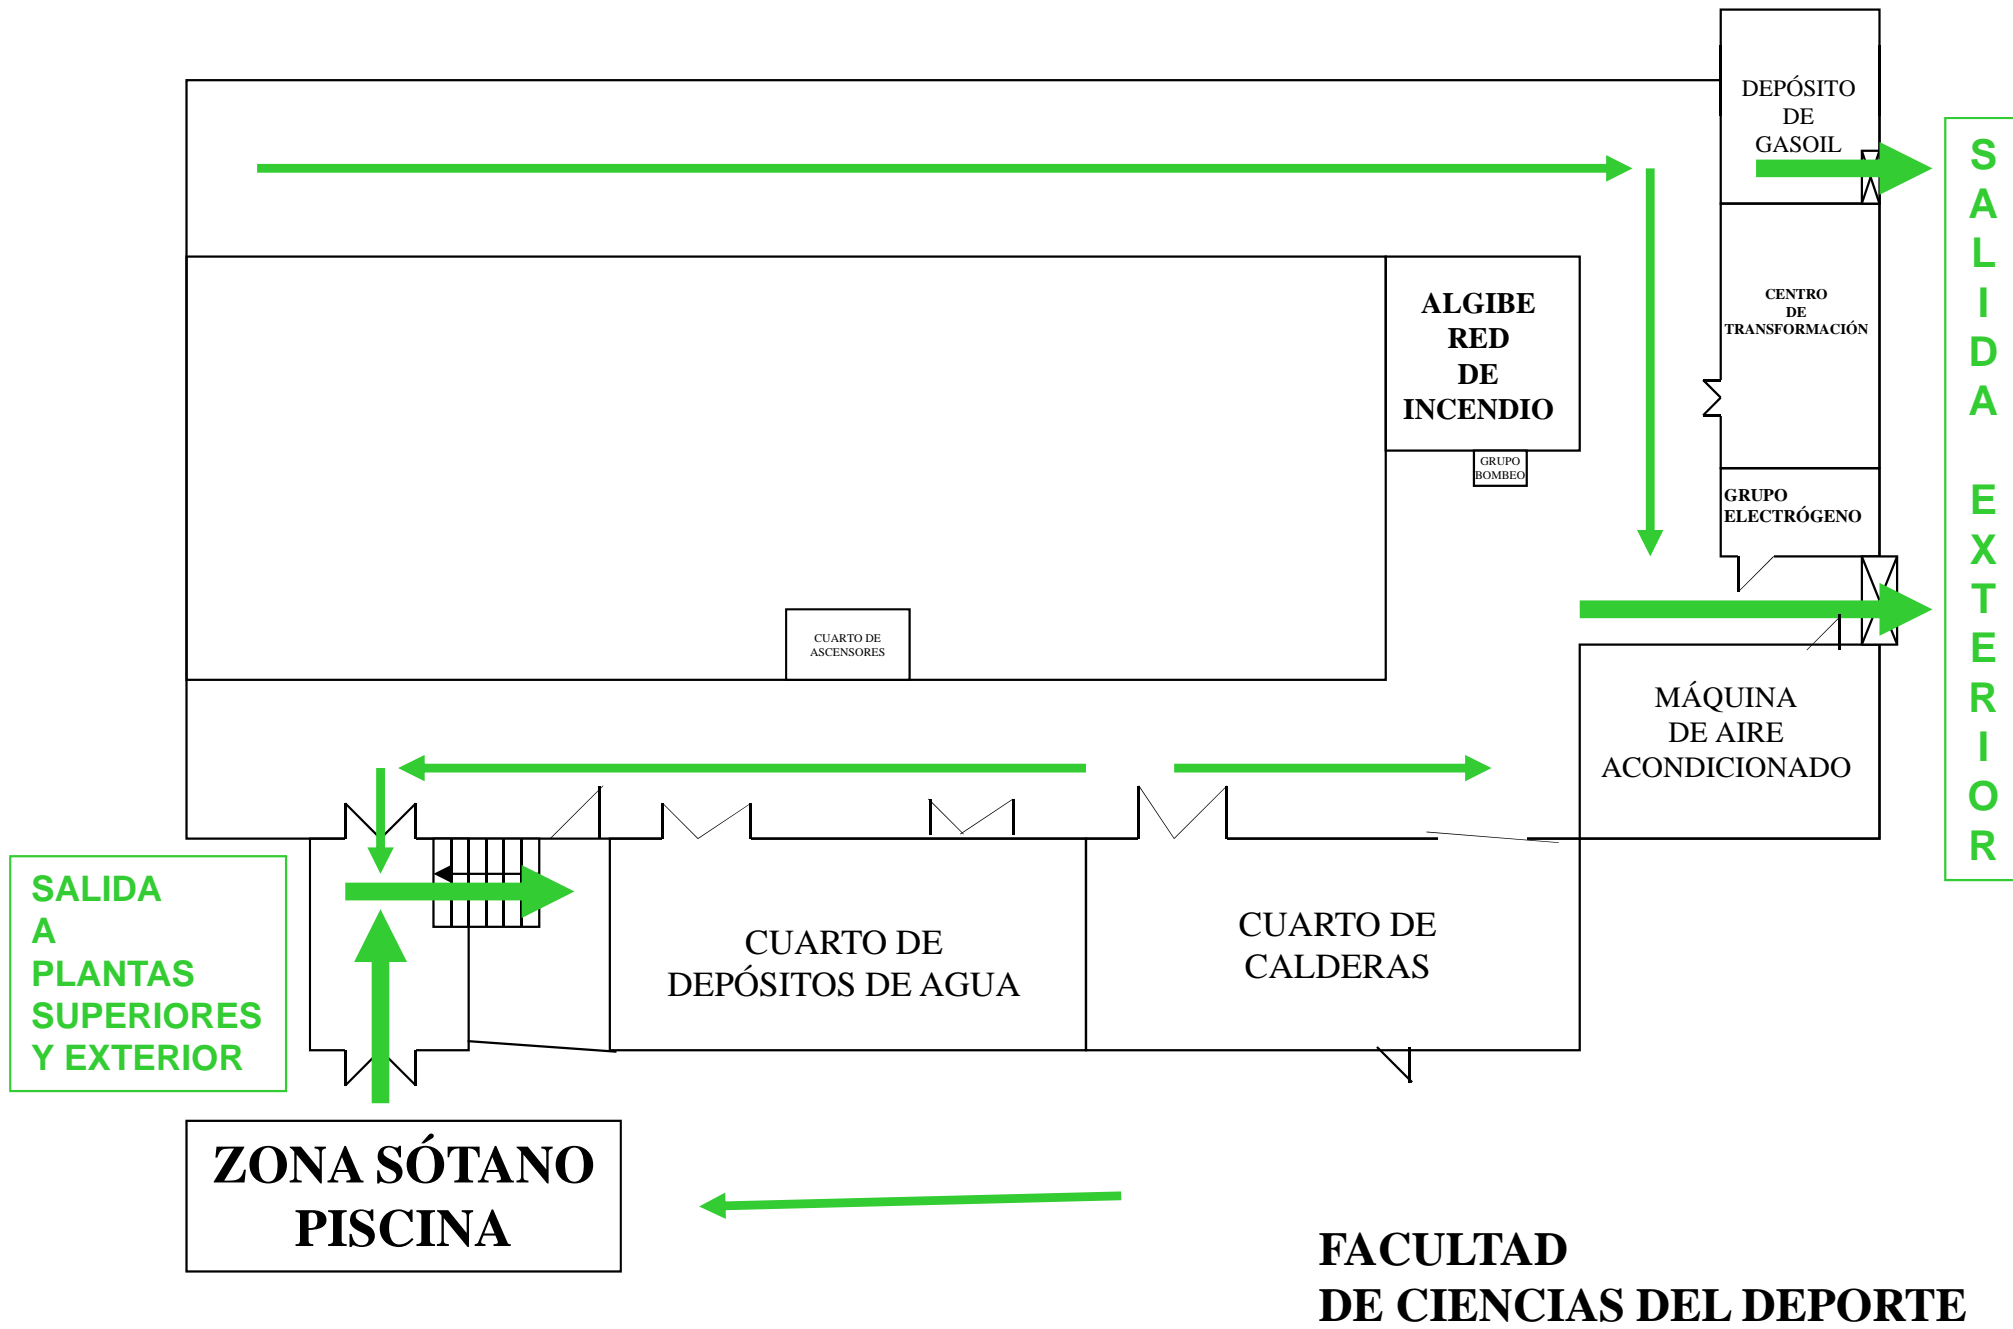 DEPÓSITO
DE
GASOIL
S
A
L
I
D
A
E
X
T
E
R
I
O
R
CENTRO
DE
TRANSFORMACIÓN
ALGIBE
RED
DE
INCENDIO
GRUPO
BOMBEO
GRUPO
ELECTRÓGENO
CUARTO DE
ASCENSORES
MÁQUINA
DE AIRE
ACONDICIONADO
SALIDA
A
PLANTAS
SUPERIORES
Y EXTERIOR
CUARTO DE
DEPÓSITOS DE AGUA
CUARTO DE
CALDERAS
ZONA SÓTANO
PISCINA
FACULTAD
DE CIENCIAS DEL DEPORTE